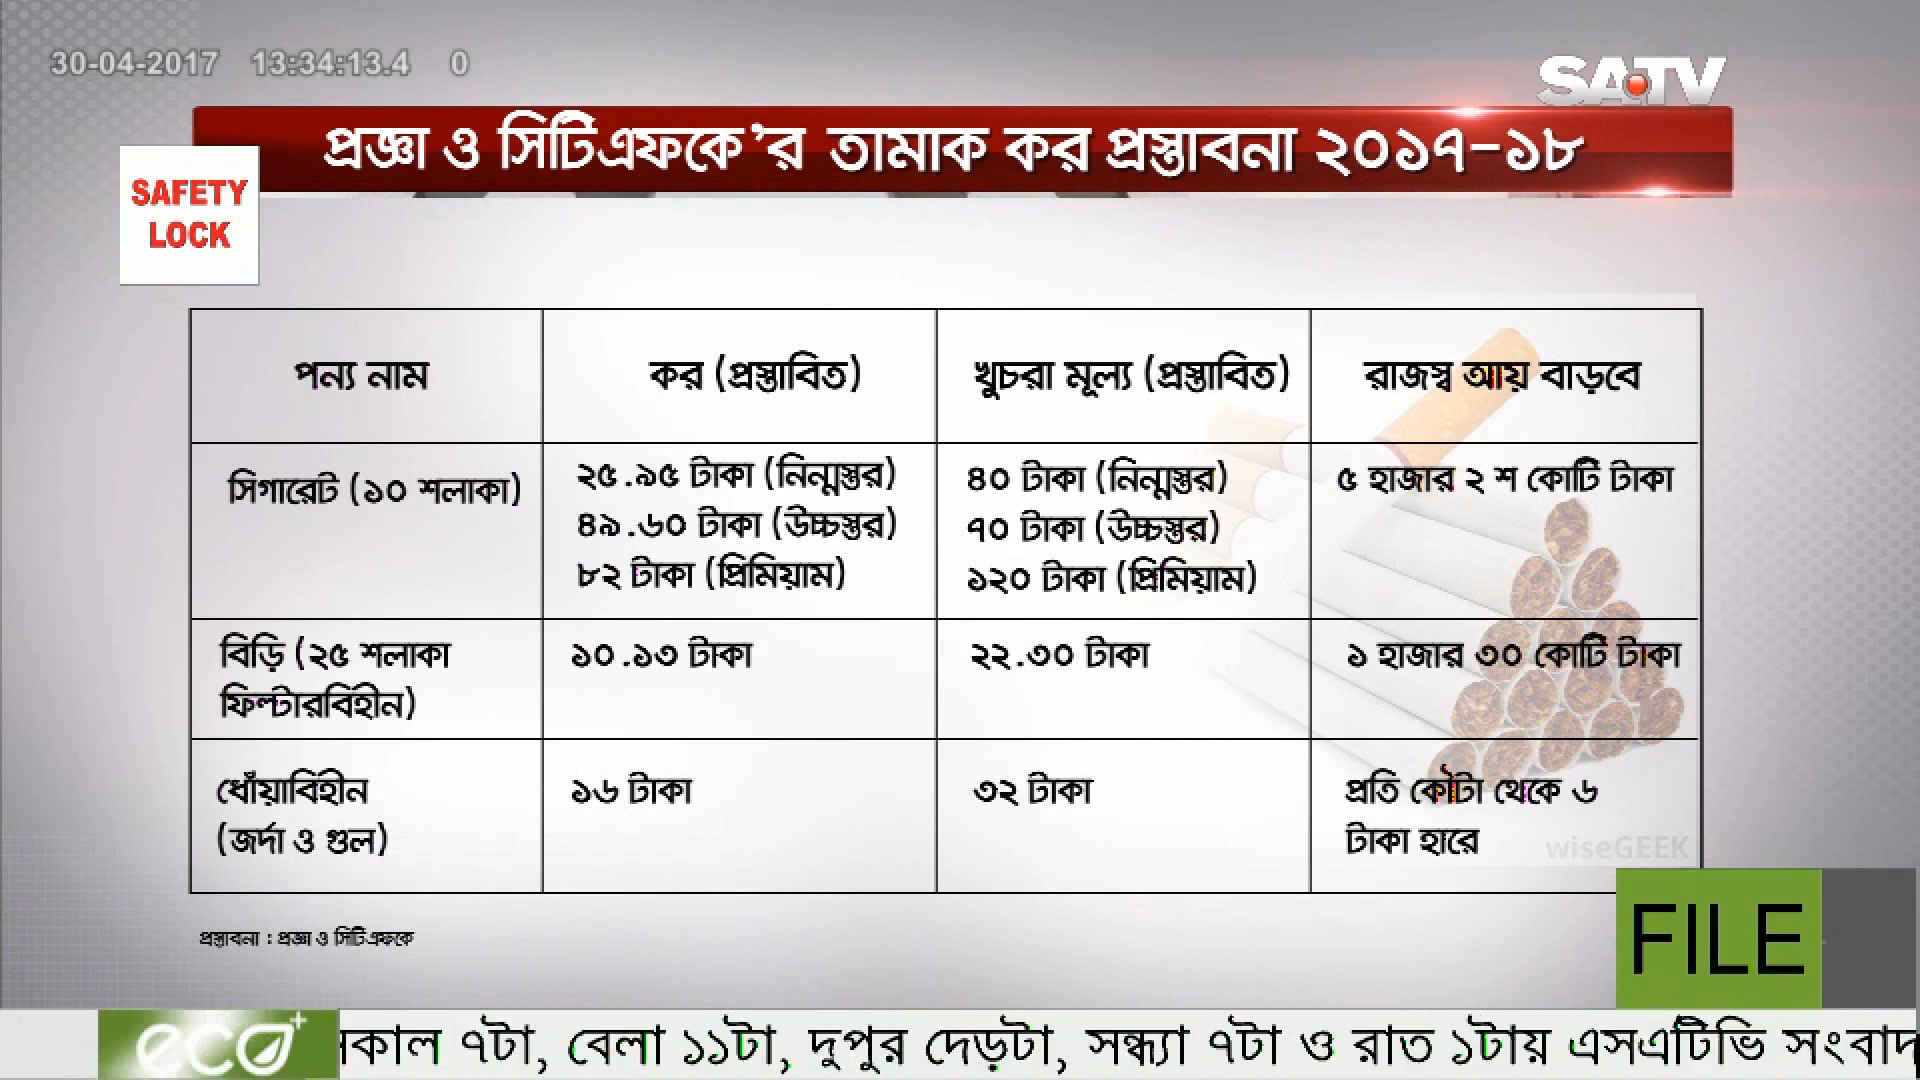 30-04-2017 13:34:13.4 0
SATV
প্রজ্ঞা ও সিটিএফকে'র তামাক কর প্রস্তাবনা ২০১৭-১৮
SAFETY
LOCK
পন্য নাম
কর (প্রস্তাবিত)
খুচরা মূল্য (প্রস্তাবিত)
রাজস্ব আয় বাড়বে
সিগারেট (১০ শলাকা)
২৫.৯৫ টাকা (নিন্মস্তর)
৪৯.৬০ টাকা (উচ্চস্তর)
৮২ টাকা (প্রিমিয়াম)
৪০ টাকা (নিন্মস্তর)
৭০ টাকা (উচ্চস্তর)
১২০ টাকা (প্রিমিয়াম)
৫ হাজার ২ শ কোটি টাকা
বিড়ি (২৫ শলাকা
ফিল্টারবিহীন)
১০.১৩ টাকা
২২.৩০ টাকা
১ হাজার ৩০ কোটি টাকা
ধোঁয়াবিহীন
(জর্দা ও গুল)
১৬ টাকা
৩২ টাকা
প্রতি কৌটা থেকে ৬
টাকা হারে
wiseGEEK
প্রস্তাবনা : প্রজ্ঞা ও সিটিএফকে
FILE
eco+
৭টা, বেলা ১১টা, দুপুর দেড়টা, সন্ধ্যা ৭টা ও রাত ১টায় এসএটিভি সংবাদ